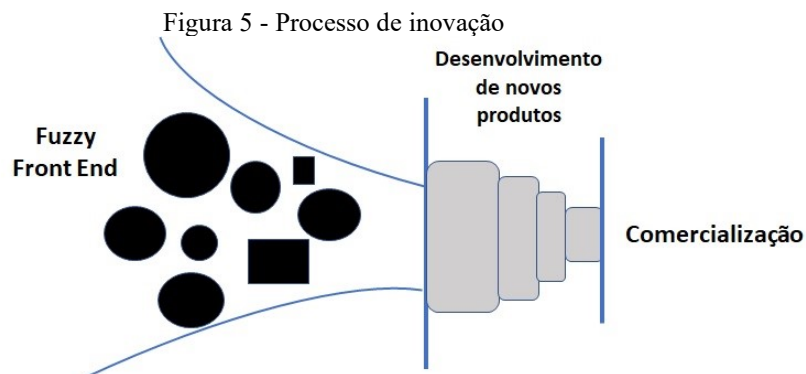 Figura 5 - Processo de inovação
Desenvolvimento
de novos
produtos
Fuzzy
Front End
Comercialização